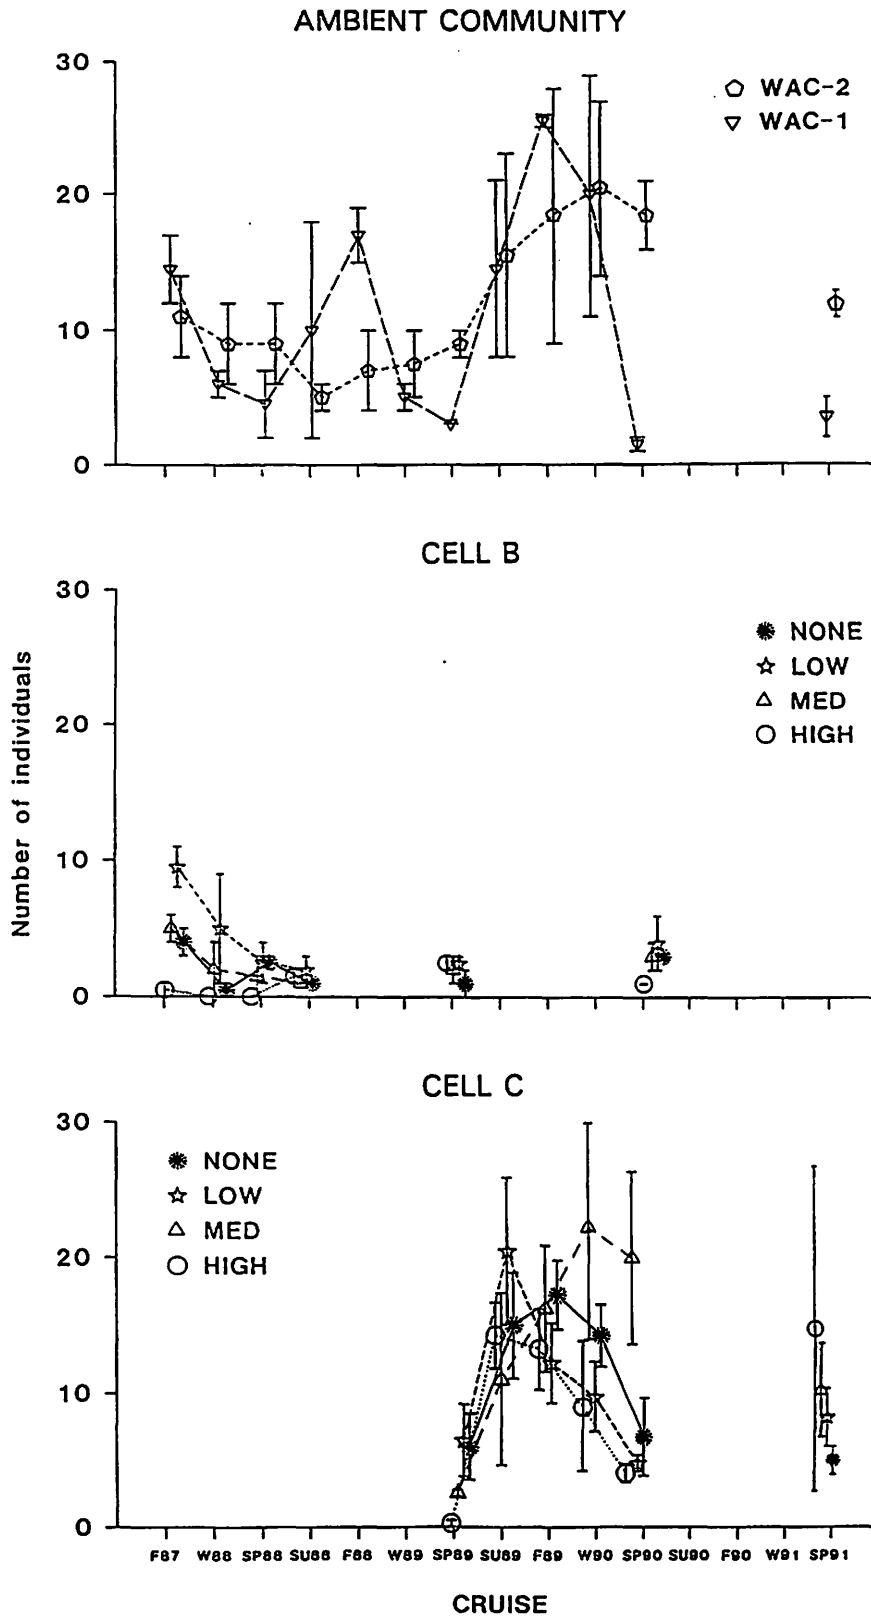 AMBIENT COMMUNITY
30
20
10
0
WAC-2
WAC-1
CELL B
30
20
10
0
NONE
LOW
MED
HIGH
Number of individuals
CELL C
30
20
10
0
NONE
LOW
MED
HIGH
F87 W88 SP88 SU88 F88 W89 SP89 SU89 F89 W90 SP90 SU90 F90 W91 SP91
CRUISE